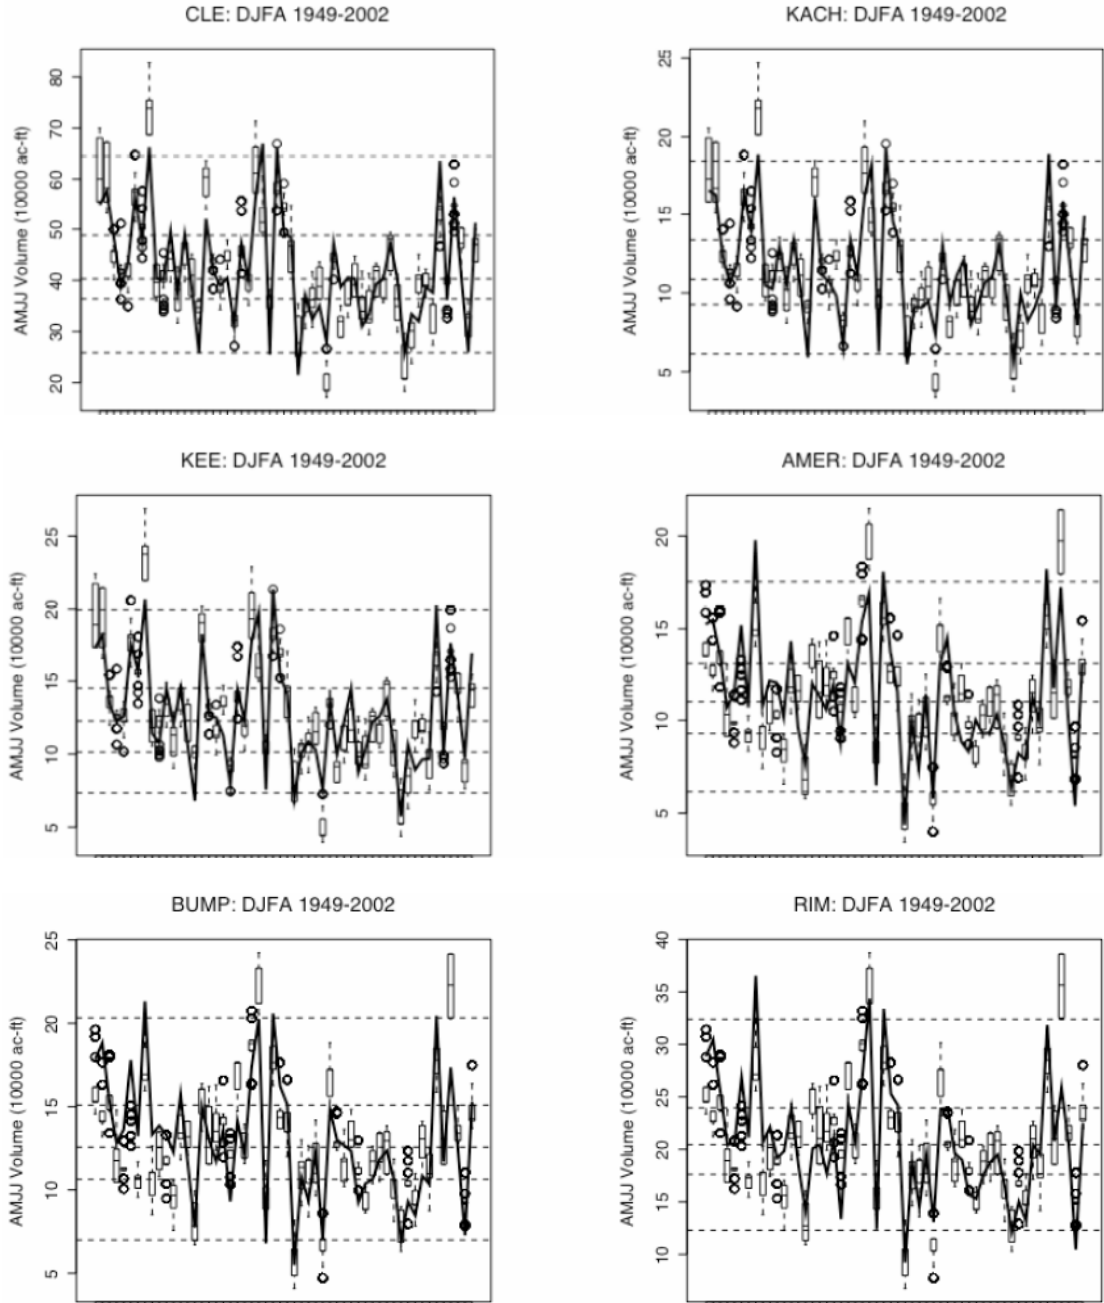 CLE: DJFA 1949-2002
AMJJ Volume (10000 ac-ft)
80
70
60
50
40
30
20
KACH: DJFA 1949-2002
AMJJ Volume (10000 ac-ft)
25
20
15
10
5
KEE: DJFA 1949-2002
AMJJ Volume (10000 ac-ft)
25
20
15
10
5
AMER: DJFA 1949-2002
AMJJ Volume (10000 ac-ft)
20
15
10
5
BUMP: DJFA 1949-2002
AMJJ Volume (10000 ac-ft)
25
20
15
10
5
RIM: DJFA 1949-2002
AMJJ Volume (10000 ac-ft)
40
35
30
25
20
15
10